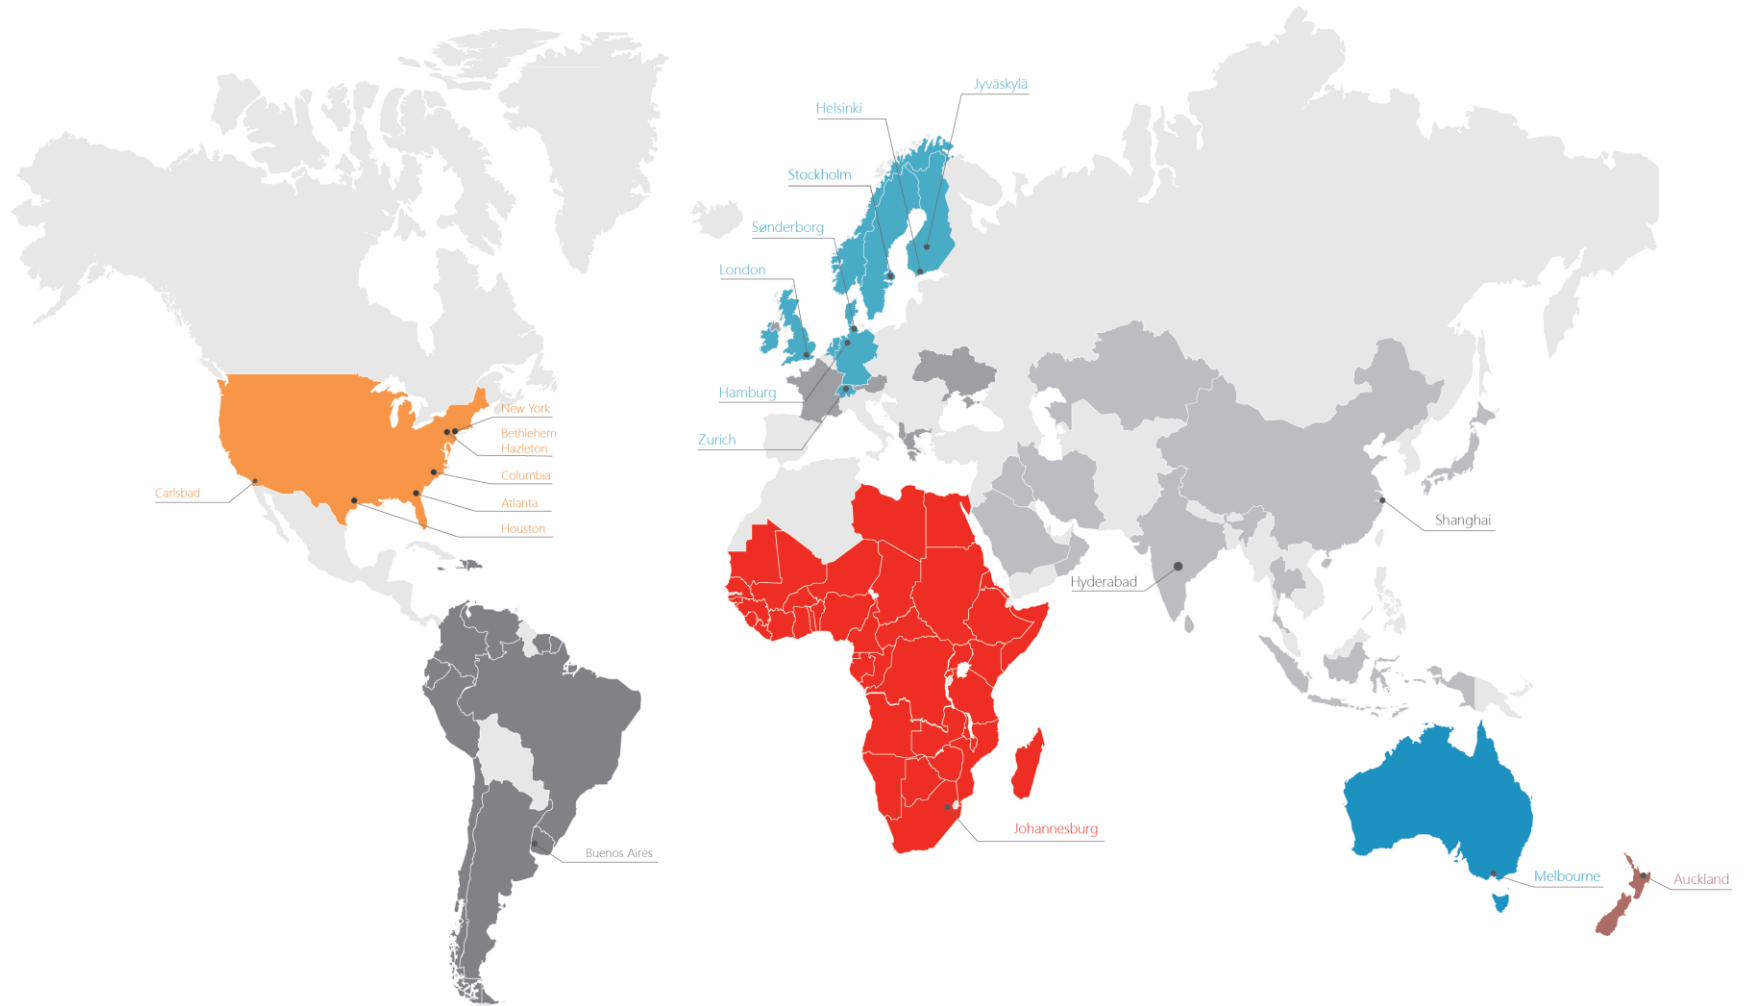 Jyväskylä
Helsinki
Stockholm
Sønderborg
London
Hamburg
Zurich
New York
Bethlehem
Hazleton
Columbia
Carlsbad
Atlanta
Houston
Shanghai
Hyderabad
Johannesburg
Buenos Aires
Melbourne
Auckland